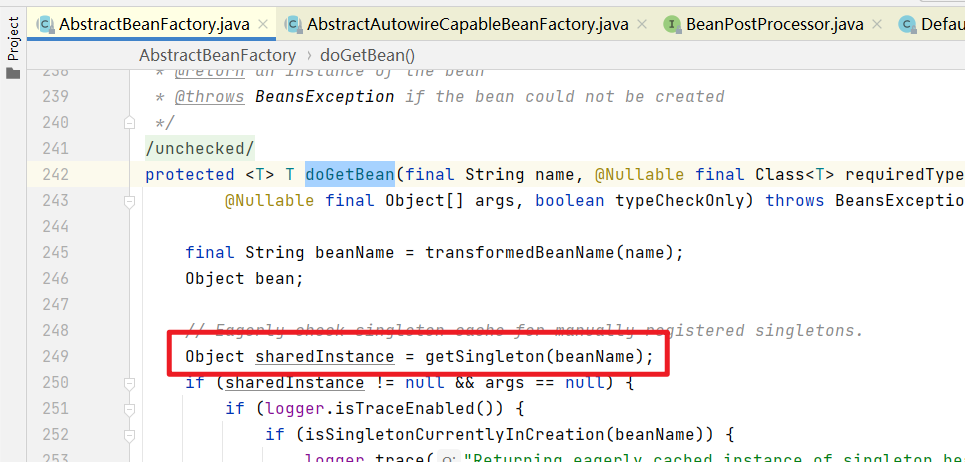 Project
AbstractBeanFactory.java AbstractAutowireCapableBeanFactory.java BeanPostProcessor.java Defau
AbstractBeanFactory › doGetBean()
238 * @return an instance of the bean
239 * @throws BeansException if the bean could not be created
240 */
241 /unchecked/
242 protected <T> T doGetBean(final String name, @Nullable final Class<T> requiredType
243 @Nullable final Object[] args, boolean typeCheckOnly) throws BeansException
244
245 final String beanName = transformedBeanName(name);
246 Object bean;
247
248 // Eagerly check singleton cache for manually registered singletons.
249 Object sharedInstance = getSingleton(beanName);
250 if (sharedInstance != null && args == null) {
251 if (logger.isTraceEnabled()) {
252 if (isSingletonCurrentlyInCreation(beanName)) {
253 logger.trace( o: "Returning eagerly cached instance of singleton bea